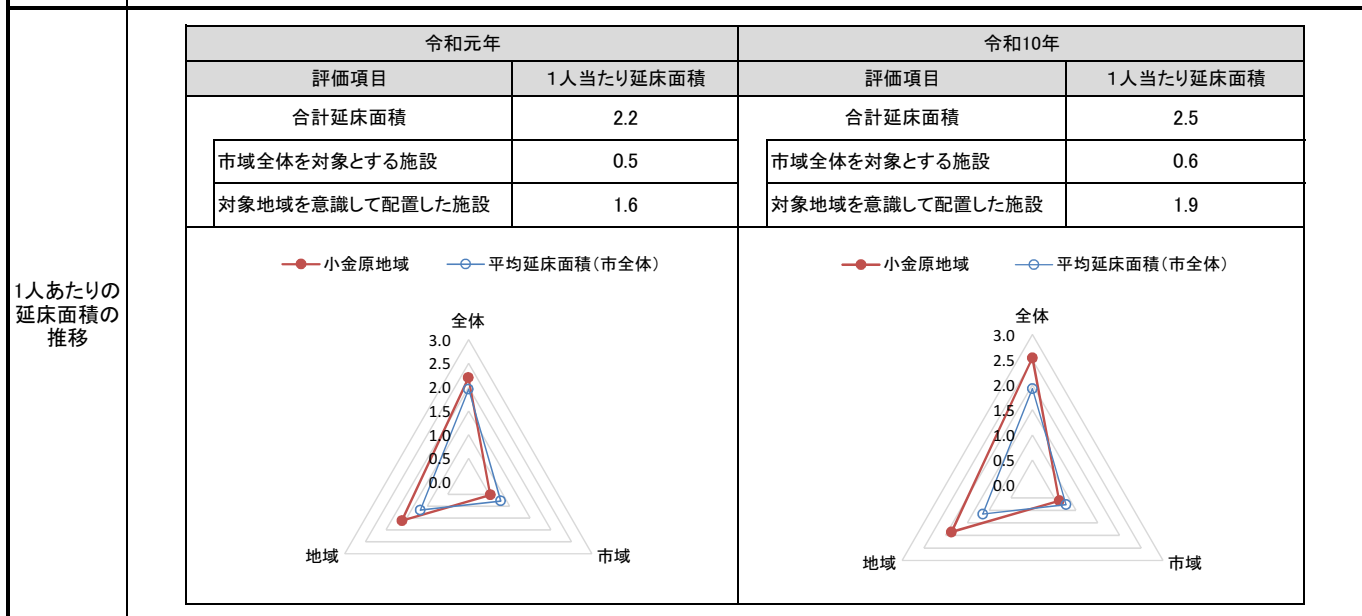 1人あたりの
延床面積の
推移
令和元年
評価項目 1人当たり延床面積
合計延床面積 2.2
市域全体を対象とする施設 0.5
対象地域を意識して配置した施設 1.6
小金原地域 平均延床面積(市全体)
全体
3.0
2.5
2.0
1.5
1.0
0.5
0.0
地域 市域
令和10年
評価項目 1人当たり延床面積
合計延床面積 2.5
市域全体を対象とする施設 0.6
対象地域を意識して配置した施設 1.9
小金原地域 平均延床面積(市全体)
全体
3.0
2.5
2.0
1.5
1.0
0.5
0.0
地域 市域